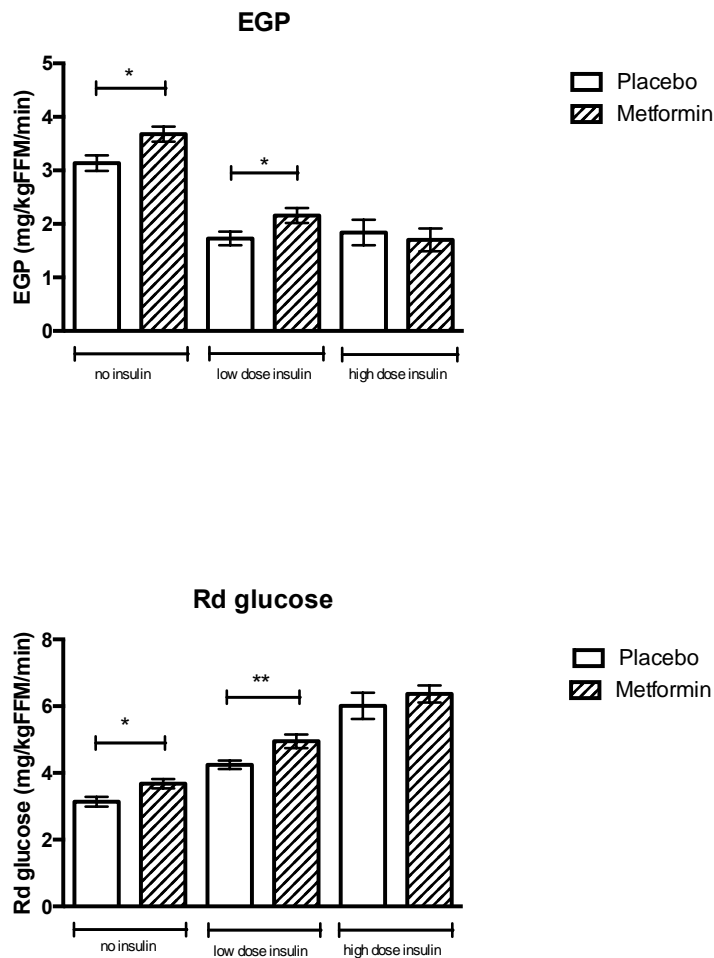 EGP
EGP (mg/kgFFM/min)
5
4
3
2
1
0
*
*
no insulin
low dose insulin
high dose insulin
Placebo
Metformin
Rd glucose
Rd glucose (mg/kgFFM/min)
8
6
4
2
0
*
**
no insulin
low dose insulin
high dose insulin
Placebo
Metformin